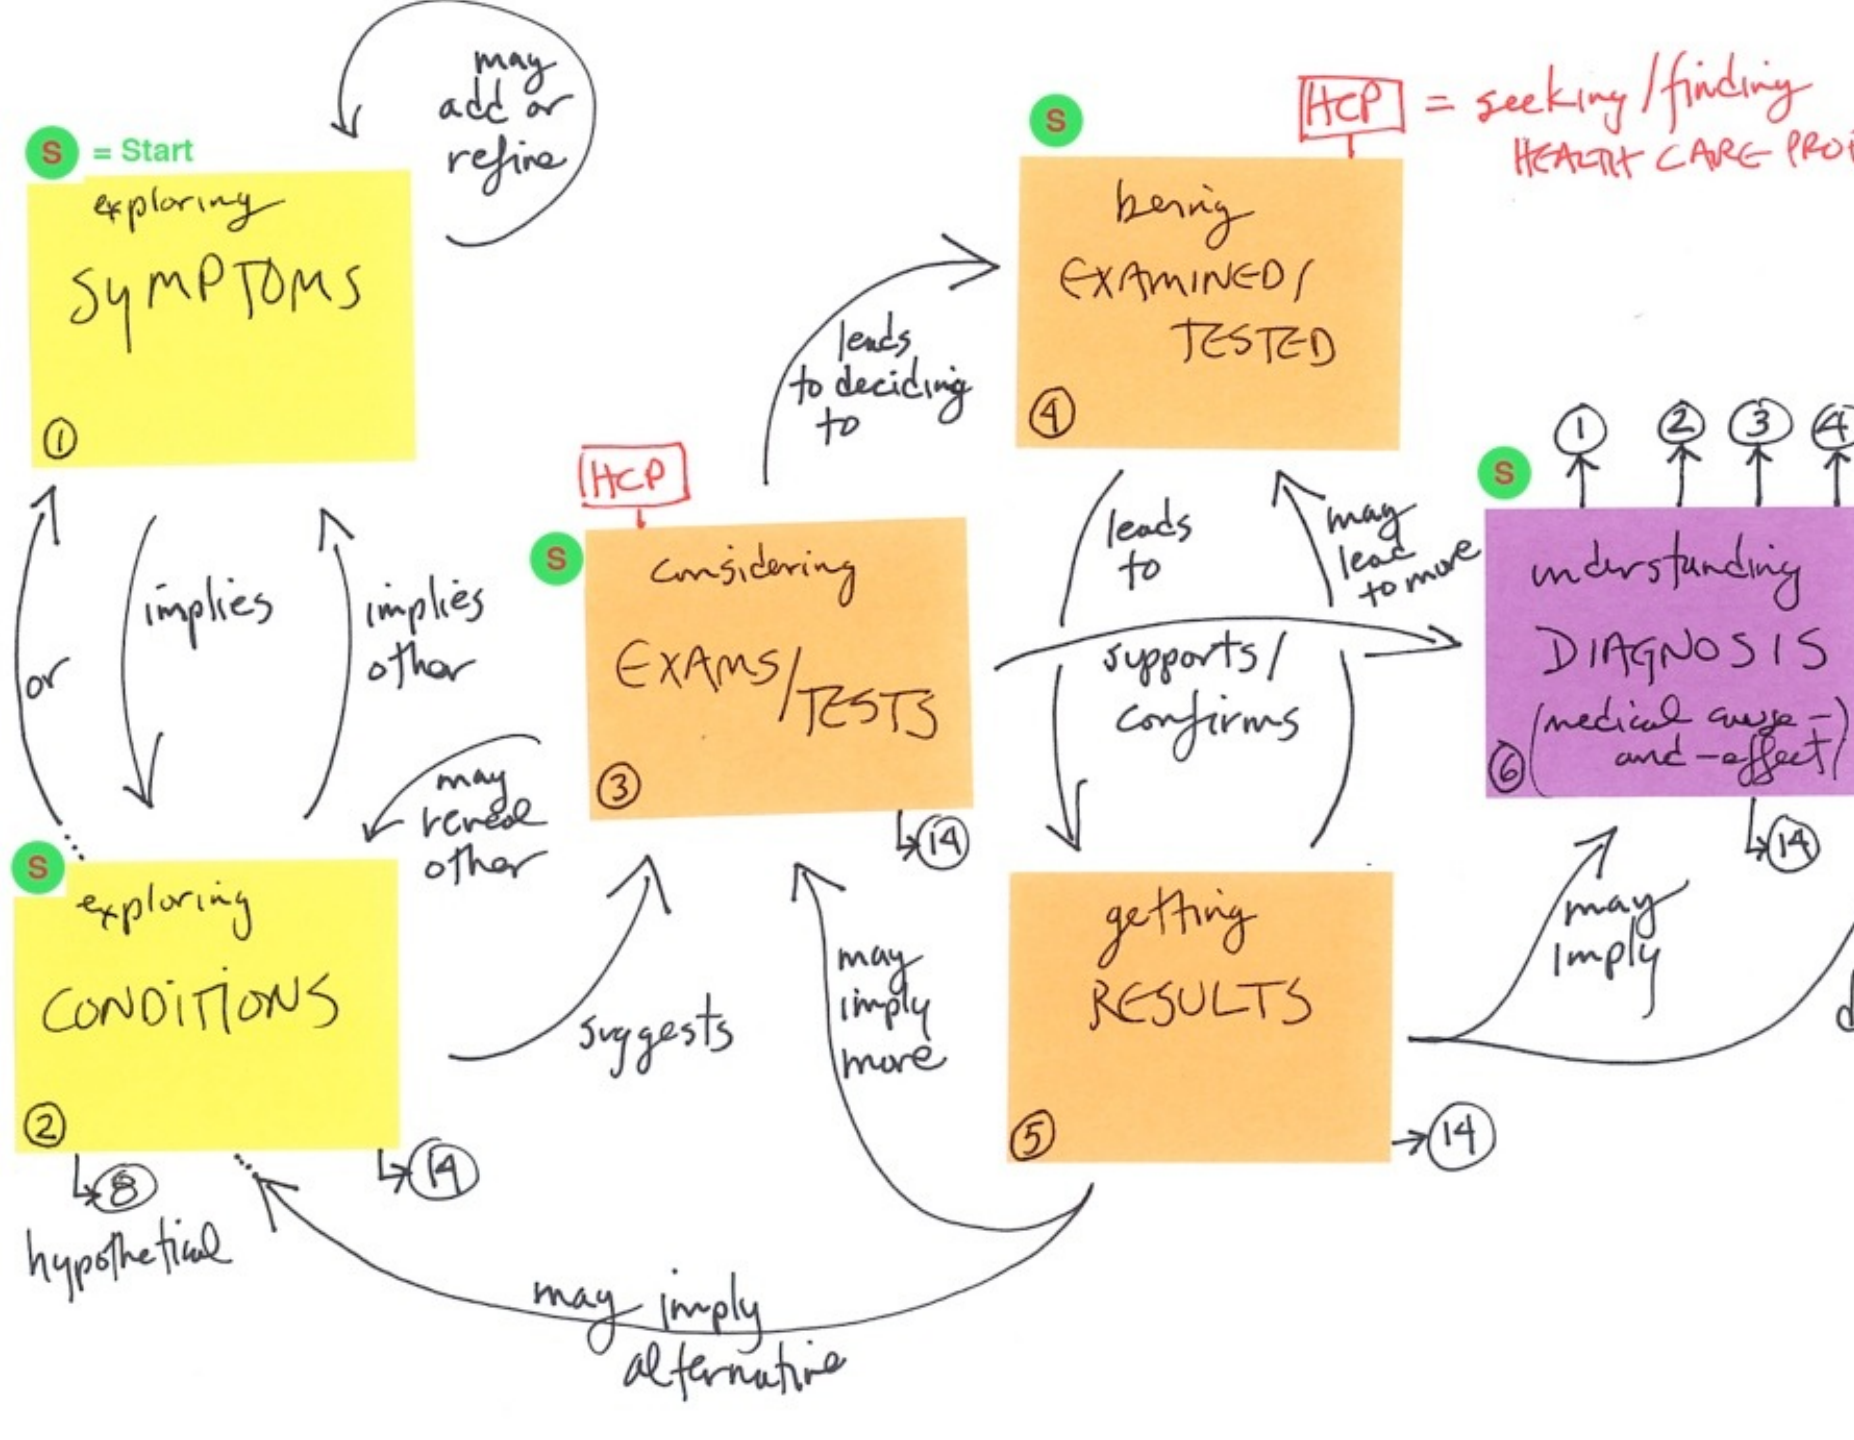 S = Start
exploring
SYMPTOMS
1
may
add or
refine
or
implies
implies
other
S
exploring
CONDITIONS
2
8
hypothetical
14
may
reveal
other
suggests
HCP
S
considering
EXAMS/
TESTS
3
14
leads
to deciding
to
S
HCP = seeking/finding
HEALTH CARE
being
EXAMINED/
TESTED
4
leads
to
may
lead
to more
supports/
confirms
getting
RESULTS
5
14
may
imply
more
may imply
alternative
may
imply
1 2 3 4
S
understanding
DIAGNOSIS
(medical cause-
and-effect)
6
14